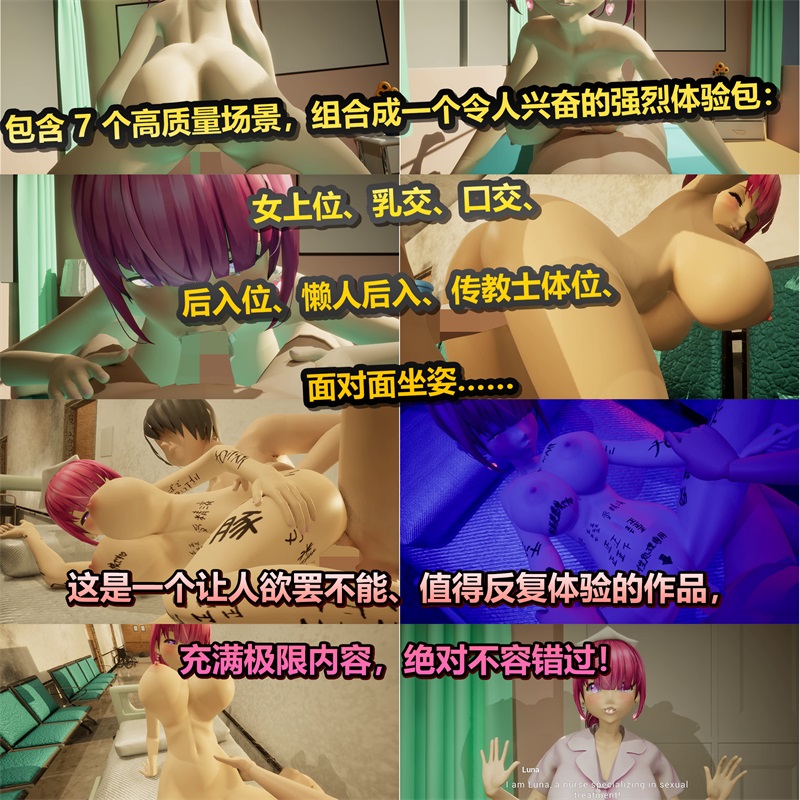 包含 7 个高质量场景，组合成一个令人兴奋的强烈体验包：
女上位、乳交、口交、
后入位、懒人后入、传教士体位、
面对面坐姿……
豚
这是一个让人欲罢不能、值得反复体验的作品，
充满极限内容，绝对不容错过！
Luna
I am Luna, a nurse specializing in sexual
treatment!